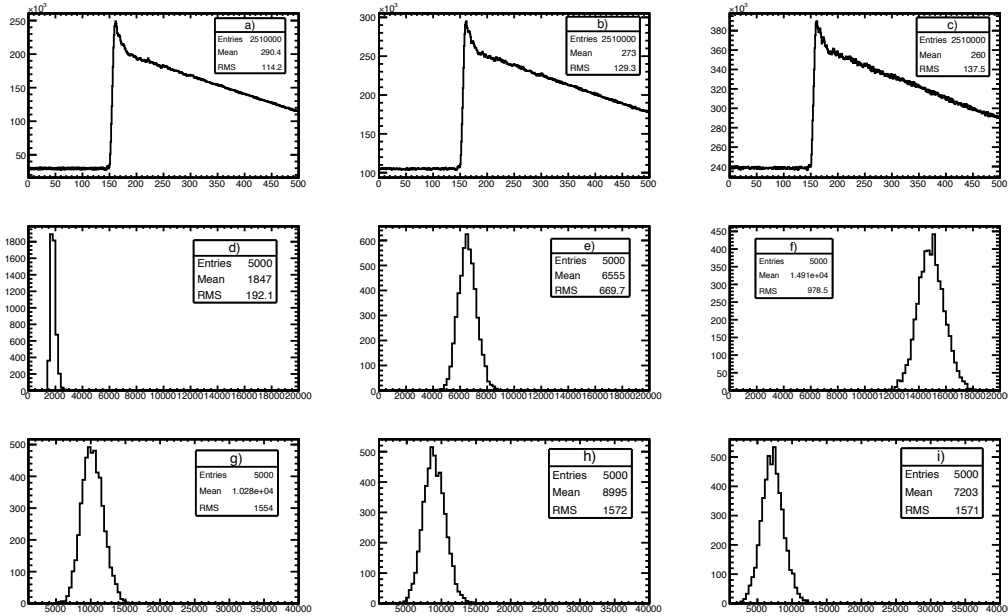 ×10³
×10³
×10³
250
200
150
100
50
0 50 100 150 200 250 300 350 400 450 500
a)
Entries 2510000
Mean 290.4
RMS 114.2
300
250
200
150
100
0 50 100 150 200 250 300 350 400 450 500
b)
Entries 2510000
Mean 273
RMS 129.3
380
360
340
320
300
280
260
240
0 50 100 150 200 250 300 350 400 450 500
c)
Entries 2510000
Mean 260
RMS 137.5
1800
1600
1400
1200
1000
800
600
400
200
0
0 2000 4000 6000 8000 10000 12000 14000 16000 18000 20000
d)
Entries 5000
Mean 1847
RMS 192.1
600
500
400
300
200
100
0
0 2000 4000 6000 8000 10000 12000 14000 16000 18000 20000
e)
Entries 5000
Mean 6555
RMS 669.7
450
400
350
300
250
200
150
100
50
0
0 2000 4000 6000 8000 10000 12000 14000 16000 18000 20000
f)
Entries 5000
Mean 1.491e+04
RMS 978.5
500
400
300
200
100
0
5000 10000 15000 20000 25000 30000 35000 40000
g)
Entries 5000
Mean 1.028e+04
RMS 1554
500
400
300
200
100
0
5000 10000 15000 20000 25000 30000 35000 40000
h)
Entries 5000
Mean 8995
RMS 1572
500
400
300
200
100
0
5000 10000 15000 20000 25000 30000 35000 40000
i)
Entries 5000
Mean 7203
RMS 1571